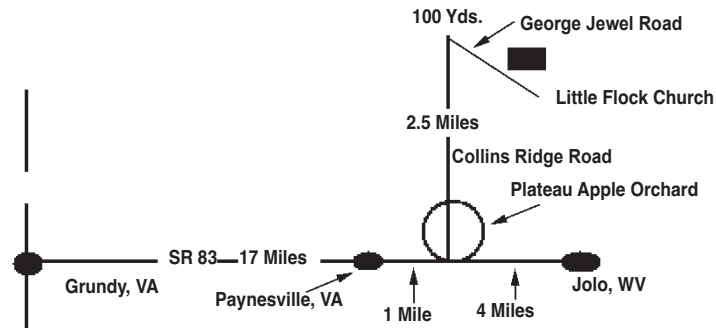 100 Yds.
George Jewel Road
Little Flock Church
2.5 Miles
Collins Ridge Road
Plateau Apple Orchard
SR 83 17 Miles
Grundy, VA
Paynesville, VA
1 Mile
4 Miles
Jolo, WV